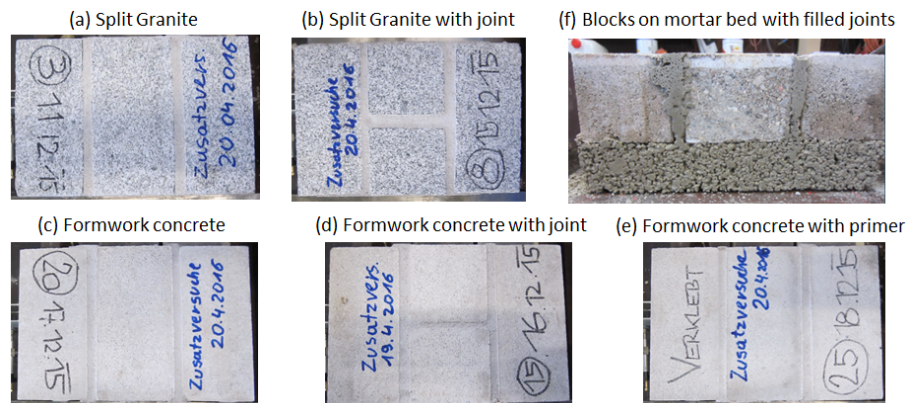 (a) Split Granite
(b) Split Granite with joint
(f) Blocks on mortar bed with filled joints
3 11.12.15
Zusatzvers.
20.04.2016
Zusatzversuche
20.4.2016
8 15.12.15
(c) Formwork concrete
(d) Formwork concrete with joint
(e) Formwork concrete with primer
20 17.12.15
Zusatzversuche
20.4.2016
Zusatzvers.
19.4.2016
15 16.12.15
VERKLEBT
Zusatzversuche
20.4.2016
25 18.12.15